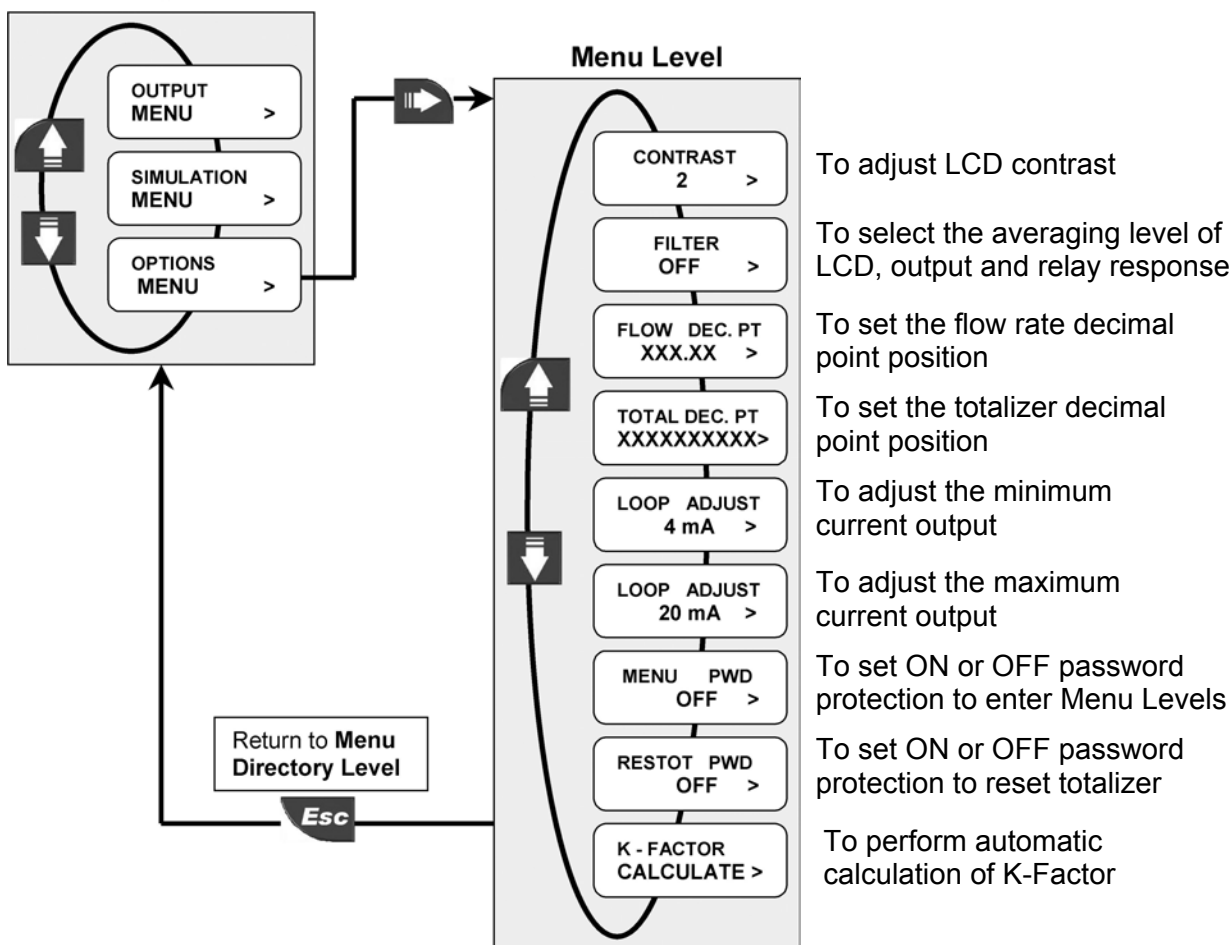 OUTPUT
MENU >
SIMULATION
MENU >
OPTIONS
MENU >
Menu Level
CONTRAST
2 >
To adjust LCD contrast
FILTER
OFF >
To select the averaging level of
LCD, output and relay response
FLOW DEC. PT
XXX.XX >
To set the flow rate decimal
point position
TOTAL DEC. PT
XXXXXXXXXX>
To set the totalizer decimal
point position
LOOP ADJUST
4 mA >
To adjust the minimum
current output
LOOP ADJUST
20 mA >
To adjust the maximum
current output
MENU PWD
OFF >
To set ON or OFF password
protection to enter Menu Levels
RESTOT PWD
OFF >
To set ON or OFF password
protection to reset totalizer
K - FACTOR
CALCULATE >
To perform automatic
calculation of K-Factor
Return to Menu
Directory Level
Esc